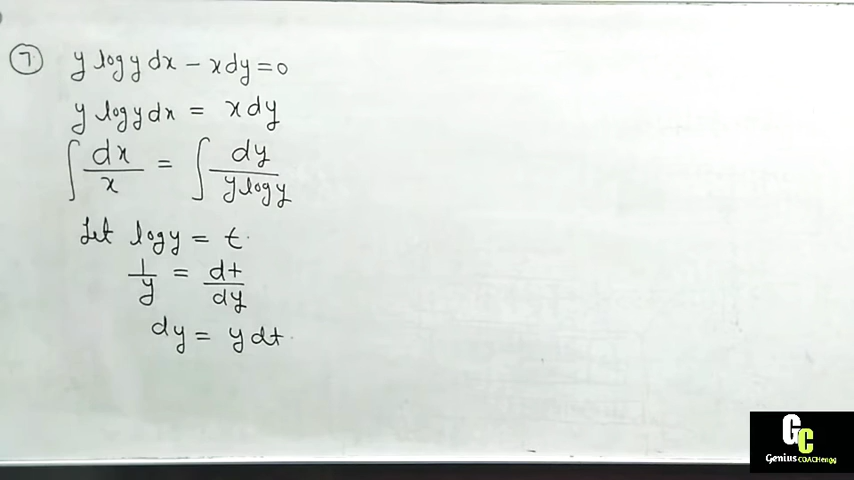 ⑦ y log y dx - x dy = 0
y log y dx = x dy
∫ dx/x = ∫ dy/(y log y)
Let log y = t.
1/y = dt/dy
dy = y dt.
GC
Genius COACHengg